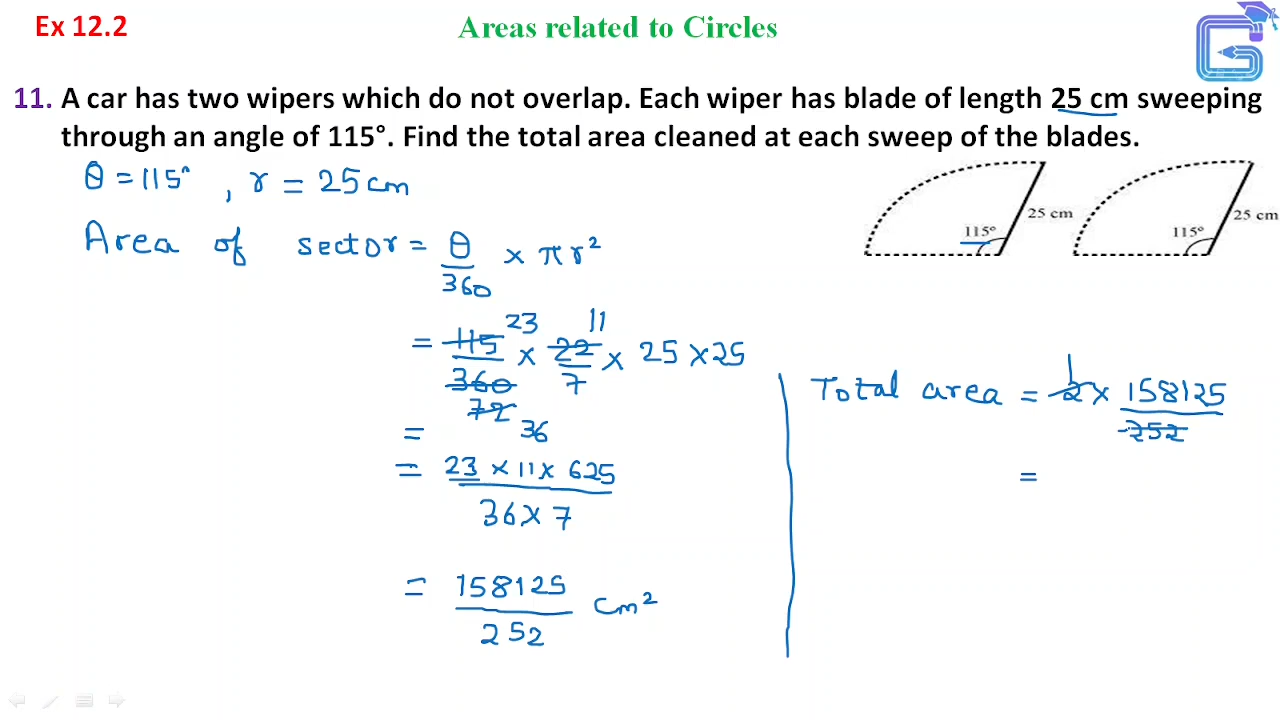 Ex 12.2
Areas related to Circles
11. A car has two wipers which do not overlap. Each wiper has blade of length 25 cm sweeping
through an angle of 115°. Find the total area cleaned at each sweep of the blades.
θ = 115° , r = 25 cm
25 cm
115°
25 cm
115°
Area of sector = θ/360 × πr²
= 115/360 × 22/7 × 25 × 25
23 11
72
= 36
= 23 × 11 × 625 / 36 × 7
= 158125/252 cm²
Total area = 2 × 158125/252
1
=